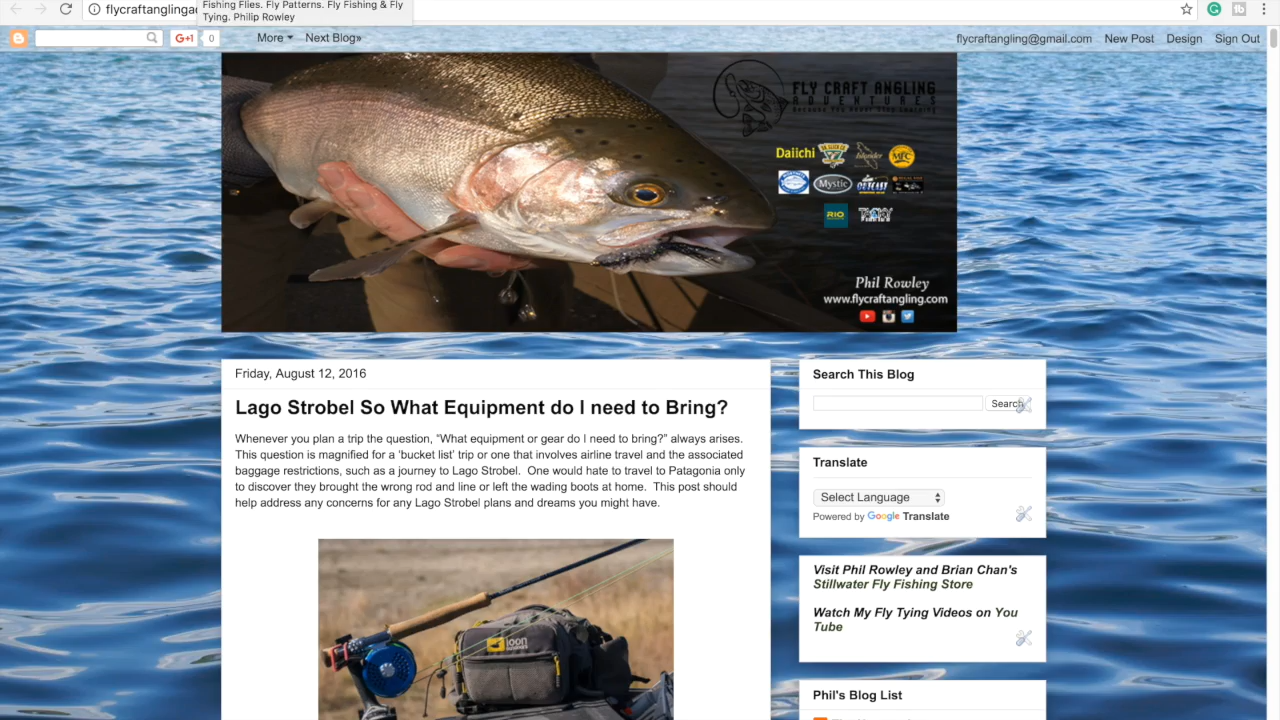 flycraftanglinga
Fishing Flies. Fly Patterns. Fly Fishing & Fly
Tying. Philip Rowley
G+1 0 More Next Blog» flycraftangling@gmail.com New Post Design Sign Out
FLY CRAFT ANGLING
ADVENTURES
Because You Never Stop Learning
Daiichi Islander MFC
Mystic OUTCAST
RIO
Phil Rowley
www.flycraftangling.com
Friday, August 12, 2016
Lago Strobel So What Equipment do I need to Bring?
Whenever you plan a trip the question, “What equipment or gear do I need to bring?” always arises.
This question is magnified for a ‘bucket list’ trip or one that involves airline travel and the associated
baggage restrictions, such as a journey to Lago Strobel. One would hate to travel to Patagonia only
to discover they brought the wrong rod and line or left the wading boots at home. This post should
help address any concerns for any Lago Strobel plans and dreams you might have.
loon
OUTDOORS
Search This Blog
Search
Translate
Select Language
Powered by Google Translate
Visit Phil Rowley and Brian Chan's
Stillwater Fly Fishing Store
Watch My Fly Tying Videos on You
Tube
Phil's Blog List